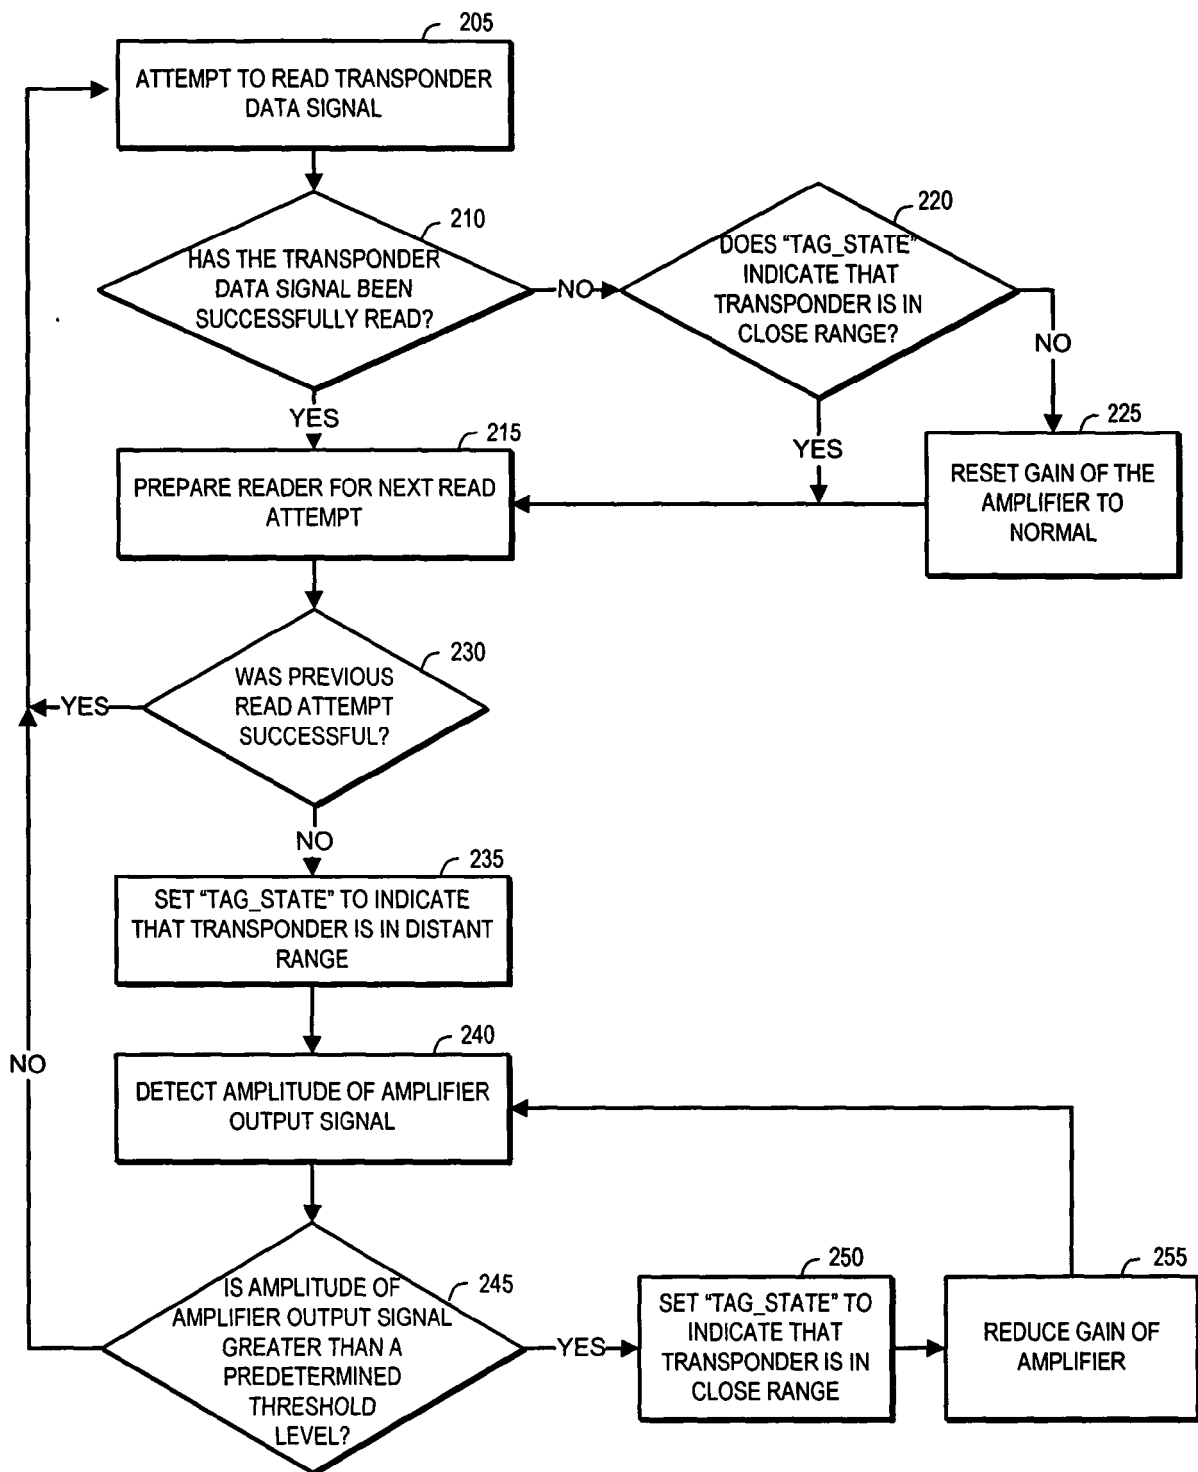 205
ATTEMPT TO READ TRANSPONDER
DATA SIGNAL
210
HAS THE TRANSPONDER
DATA SIGNAL BEEN
SUCCESSFULLY READ?
NO
220
DOES “TAG_STATE”
INDICATE THAT
TRANSPONDER IS IN
CLOSE RANGE?
NO
YES
YES
215
PREPARE READER FOR NEXT READ
ATTEMPT
225
RESET GAIN OF THE
AMPLIFIER TO
NORMAL
230
WAS PREVIOUS
READ ATTEMPT
SUCCESSFUL?
YES
NO
235
SET “TAG_STATE” TO INDICATE
THAT TRANSPONDER IS IN DISTANT
RANGE
240
DETECT AMPLITUDE OF AMPLIFIER
OUTPUT SIGNAL
NO
245
IS AMPLITUDE OF
AMPLIFIER OUTPUT SIGNAL
GREATER THAN A
PREDETERMINED
THRESHOLD
LEVEL?
YES
250
SET “TAG_STATE” TO
INDICATE THAT
TRANSPONDER IS IN
CLOSE RANGE
255
REDUCE GAIN OF
AMPLIFIER